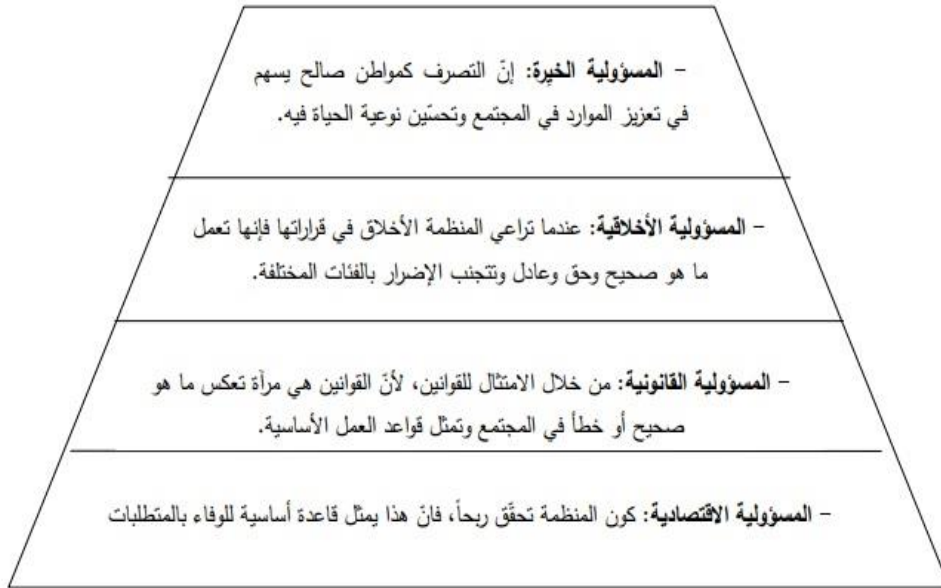 - المسؤولية الخيِرة: إنّ التصرف كمواطن صالح يسهم
في تعزيز الموارد في المجتمع وتحسّين نوعية الحياة فيه.
- المسؤولية الأخلاقية: عندما تراعي المنظمة الأخلاق في قراراتها فإنها تعمل
ما هو صحيح وحق وعادل وتتجنب الإضرار بالفئات المختلفة.
- المسؤولية القانونية: من خلال الامتثال للقوانين، لأنّ القوانين هي مرآة تعكس ما هو
صحيح أو خطأ في المجتمع وتمثل قواعد العمل الأساسية.
- المسؤولية الاقتصادية: كون المنظمة تحقّق ربحاً، فانّ هذا يمثل قاعدة أساسية للوفاء بالمتطلبات